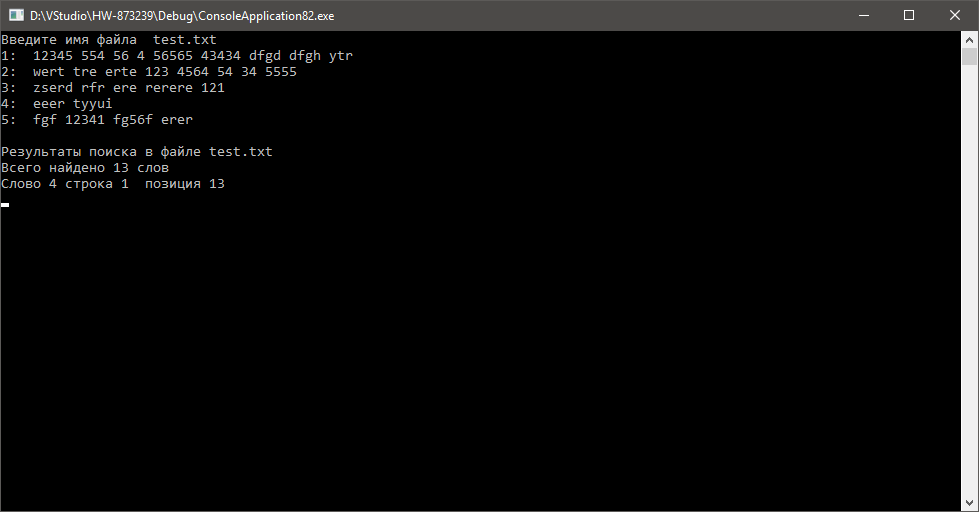 D:\VStudio\HW-873239\Debug\ConsoleApplication82.exe
Введите имя файла  test.txt
1:  12345 554 56 4 56565 43434 dfgd dfgh ytr
2:  wert tre erte 123 4564 54 34 5555
3:  zserd rfr ere rerere 121
4:  eeer tyyui
5:  fgf 12341 fg56f erer

Результаты поиска в файле test.txt
Всего найдено 13 слов
Слово 4 строка 1  позиция 13